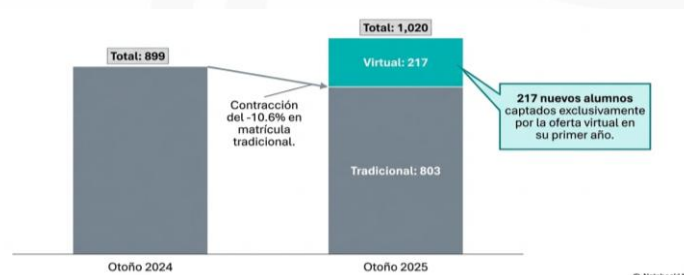 Total: 899
Total: 1,020
Virtual: 217
Contracción
del -10.6% en
matrícula
tradicional.
217 nuevos alumnos
captados exclusivamente
por la oferta virtual en
su primer año.
Tradicional: 803
Otoño 2024
Otoño 2025